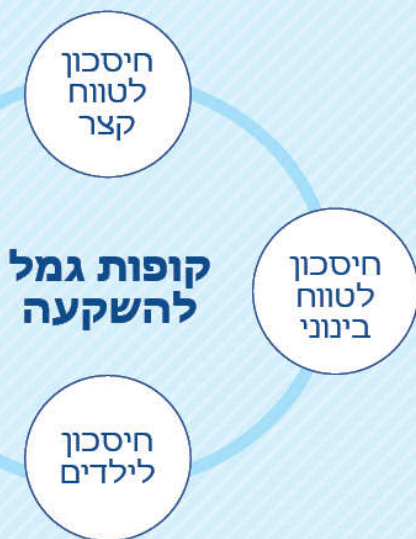 חיסכון
לטווח
קצר
קופות גמל
להשקעה
חיסכון
לטווח
בינוני
חיסכון
לילדים